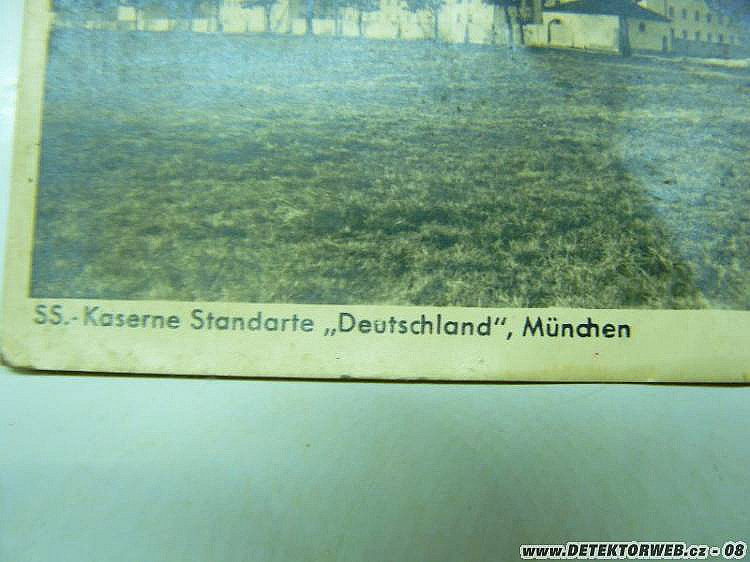 SS.-Kaserne Standarte „Deutschland“, München
www.DETEKTORWEB.cz - 08